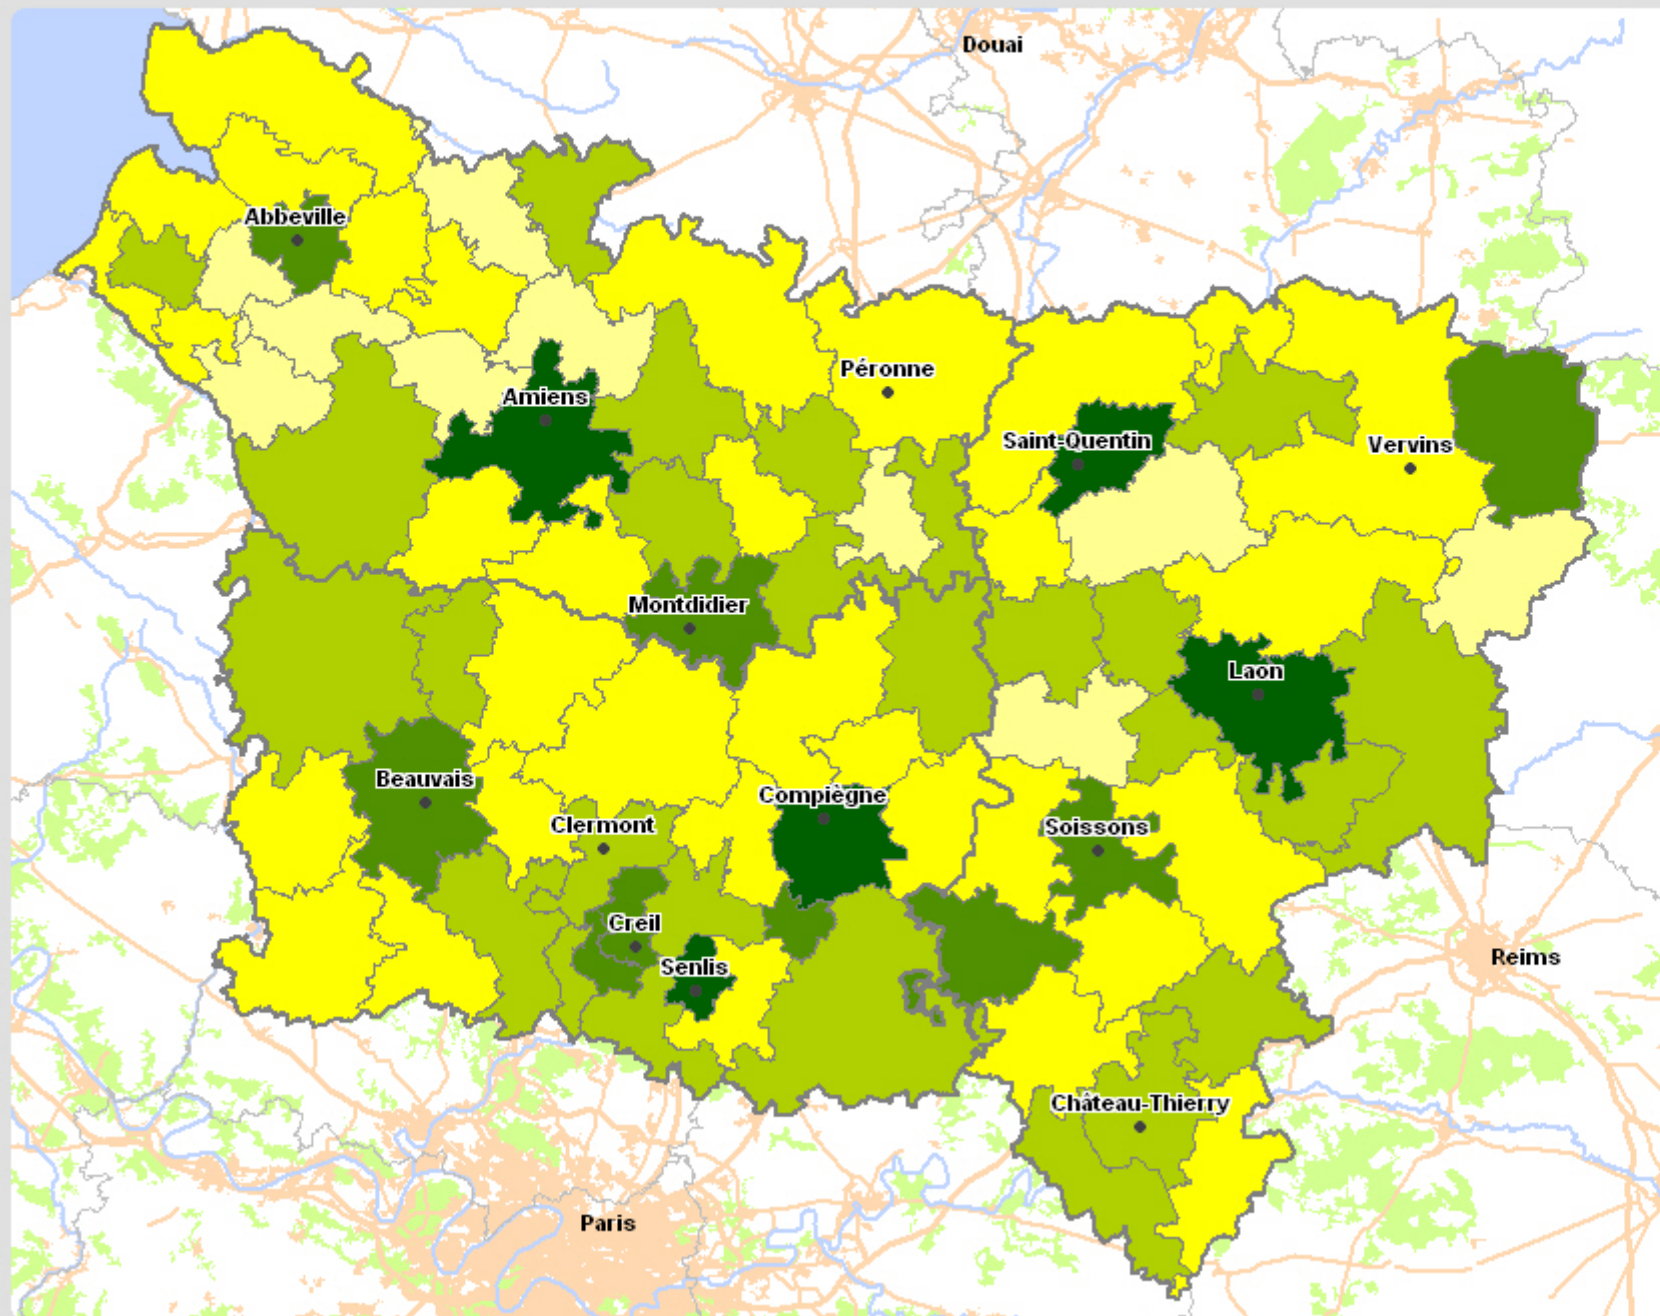 Douai
Abbeville
Péronne
Amiens
Saint-Quentin
Vervins
Montdidier
Laon
Beauvais
Compiègne
Clermont
Soissons
Creil
Senlis
Reims
Château-Thierry
Paris